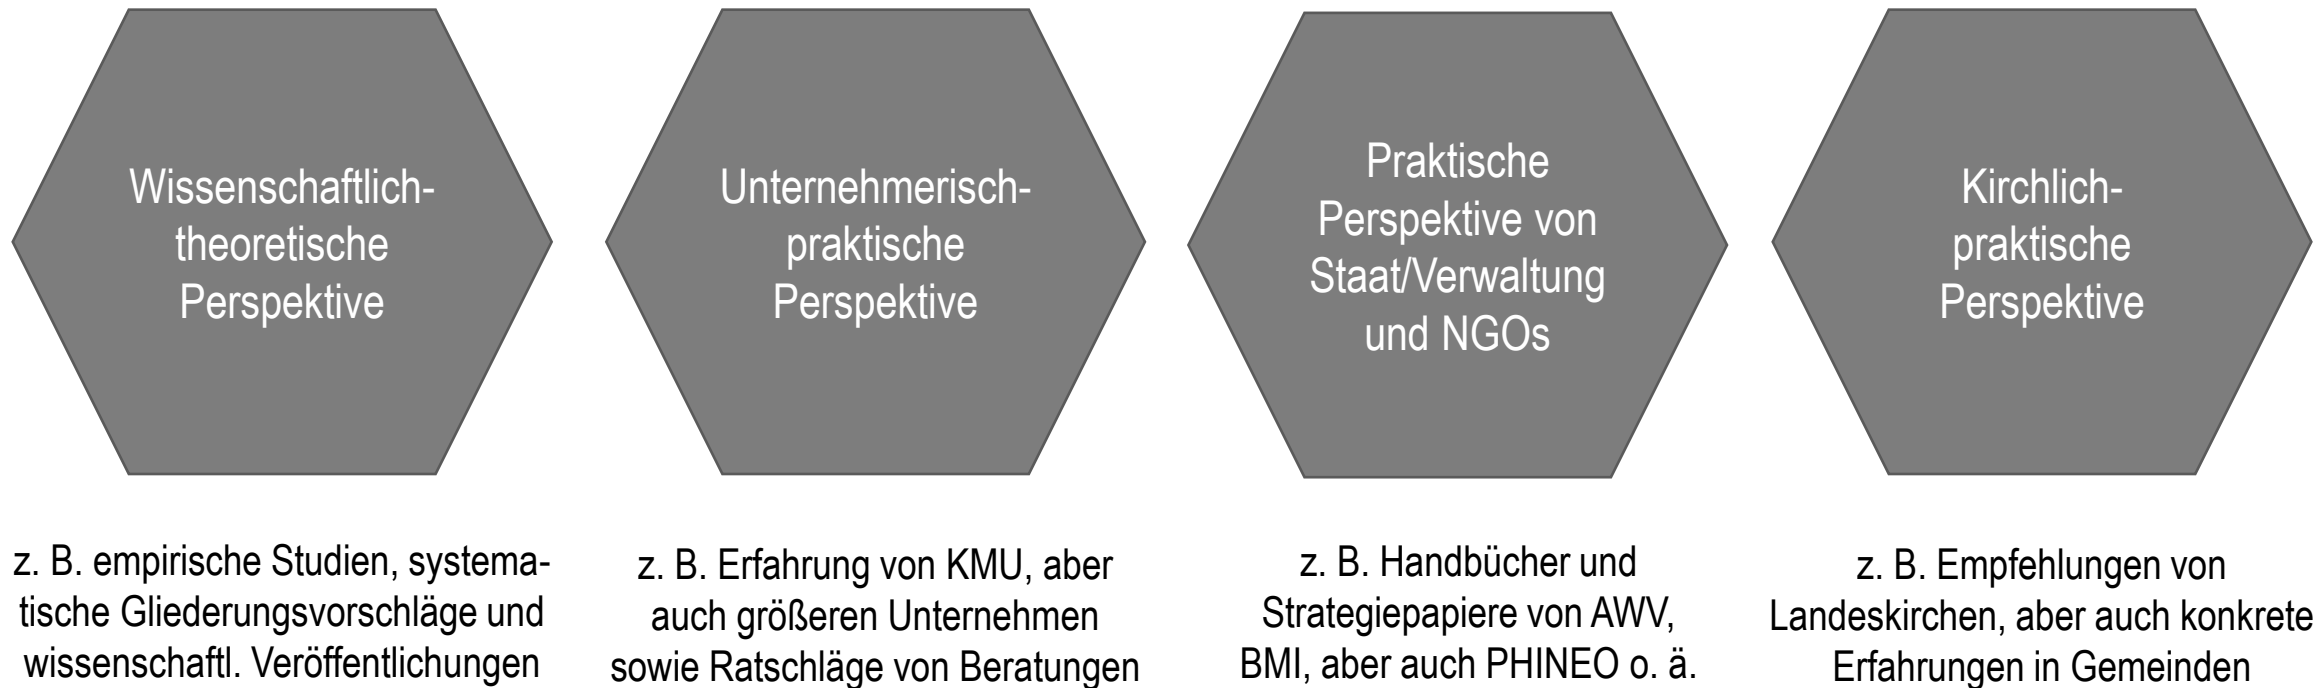 Wissenschaftlich-
theoretische
Perspektive
z. B. empirische Studien, systema-
tische Gliederungsvorschläge und
wissenschaftl. Veröffentlichungen
Unternehmerisch-
praktische
Perspektive
z. B. Erfahrung von KMU, aber
auch größeren Unternehmen
sowie Ratschläge von Beratungen
Praktische
Perspektive von
Staat/Verwaltung
und NGOs
z. B. Handbücher und
Strategiepapiere von AWV,
BMI, aber auch PHINEO o. ä.
Kirchlich-
praktische
Perspektive
z. B. Empfehlungen von
Landeskirchen, aber auch konkrete
Erfahrungen in Gemeinden